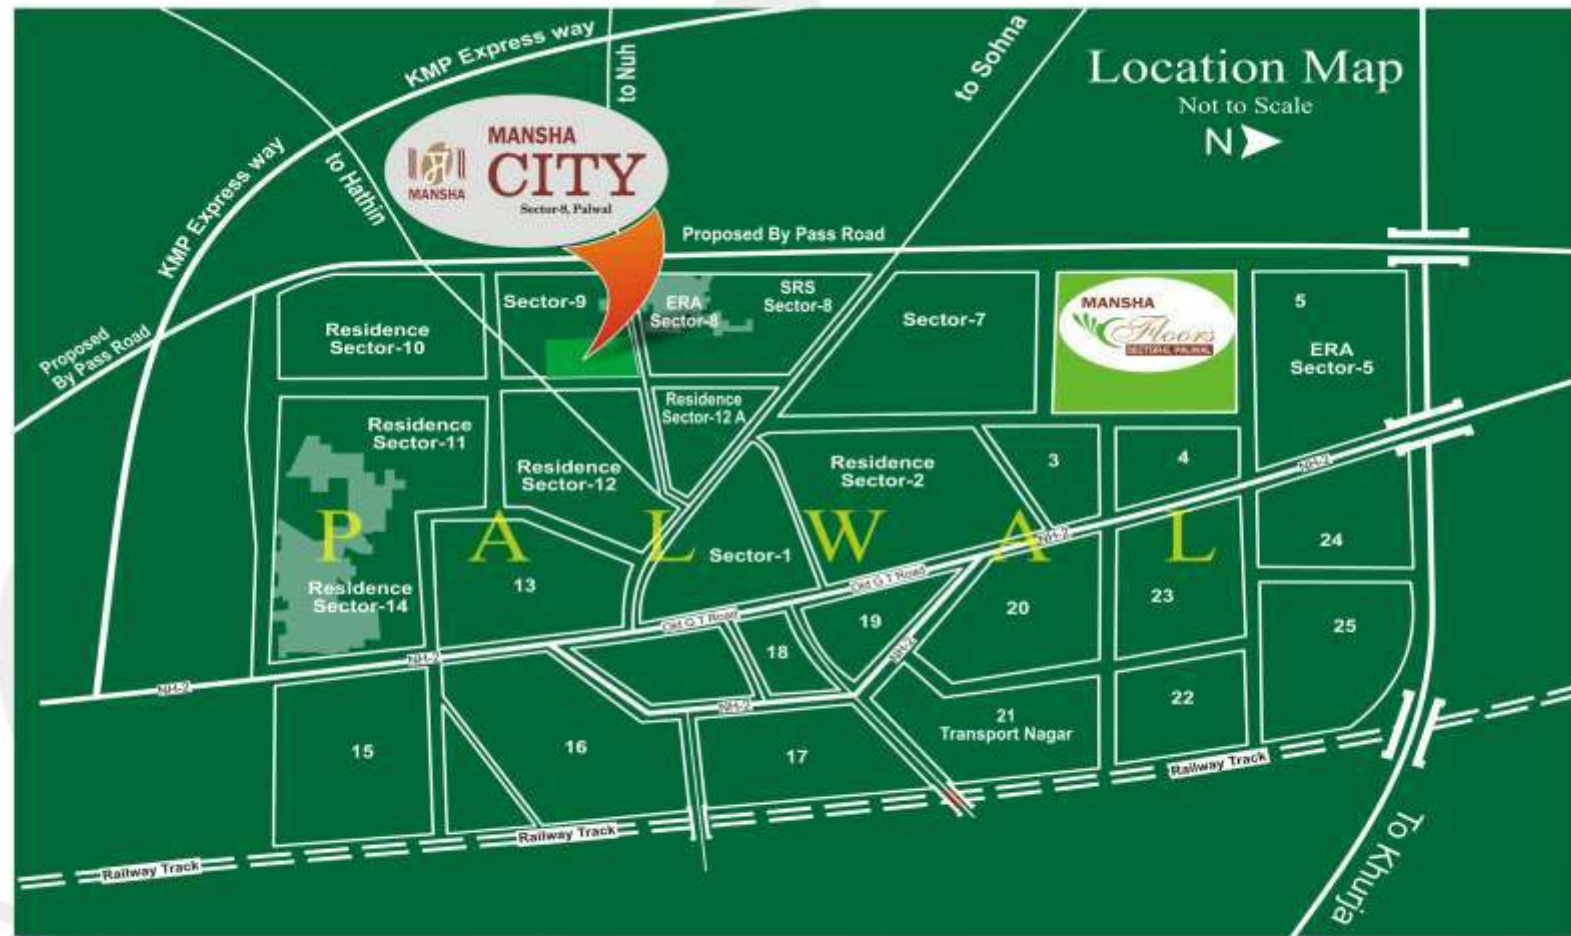 KMP Express way
to Nuh
to Sohna
Location Map
Not to Scale
N
MANSHA
CITY
Sector-8, Palwal
MANSHA
KMP Express way
to Hathin
Proposed By Pass Road
Proposed
By Pass Road
Residence
Sector-10
Sector-9
ERA
Sector-8
SRS
Sector-8
Sector-7
MANSHA
Floors
5
ERA
Sector-5
Residence
Sector-11
Residence
Sector-12
Residence
Sector-12 A
Residence
Sector-2
3
4
NH-2
PALWAL
Residence
Sector-14
13
Sector-1
Old G T Road
NH-2
24
23
20
19
18
25
Old G T Road
NH-2
NH-2
NH-2
NH-2
15
16
17
21
Transport Nagar
22
Railway Track
Railway Track
Railway Track
To Khurja